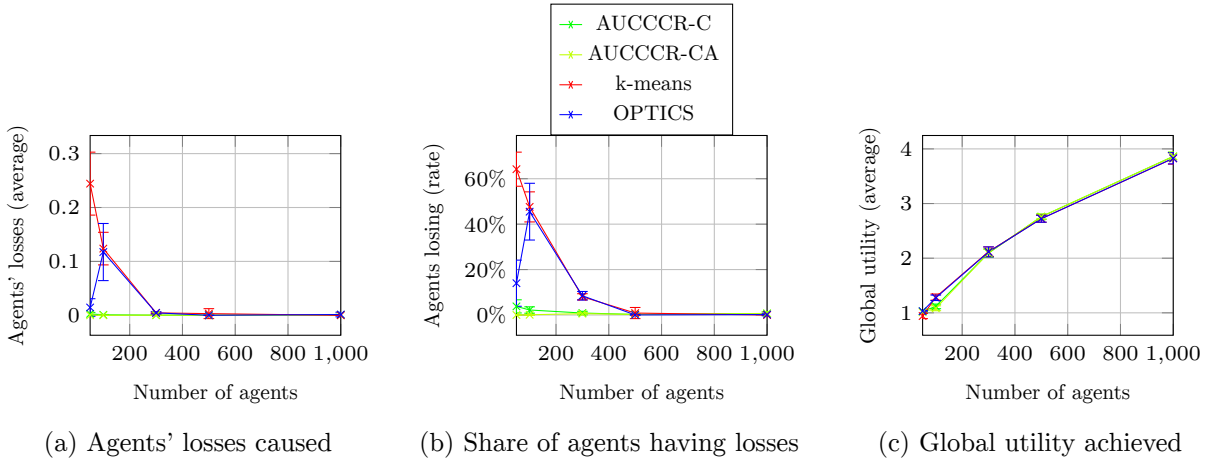 AUCCCR-C
AUCCCR-CA
k-means
OPTICS
Agents' losses (average)
0.3
0.2
0.1
0
200 400 600 800 1,000
Number of agents
(a) Agents' losses caused
Agents losing (rate)
60%
40%
20%
0%
200 400 600 800 1,000
Number of agents
(b) Share of agents having losses
Global utility (average)
4
3
2
1
200 400 600 800 1,000
Number of agents
(c) Global utility achieved